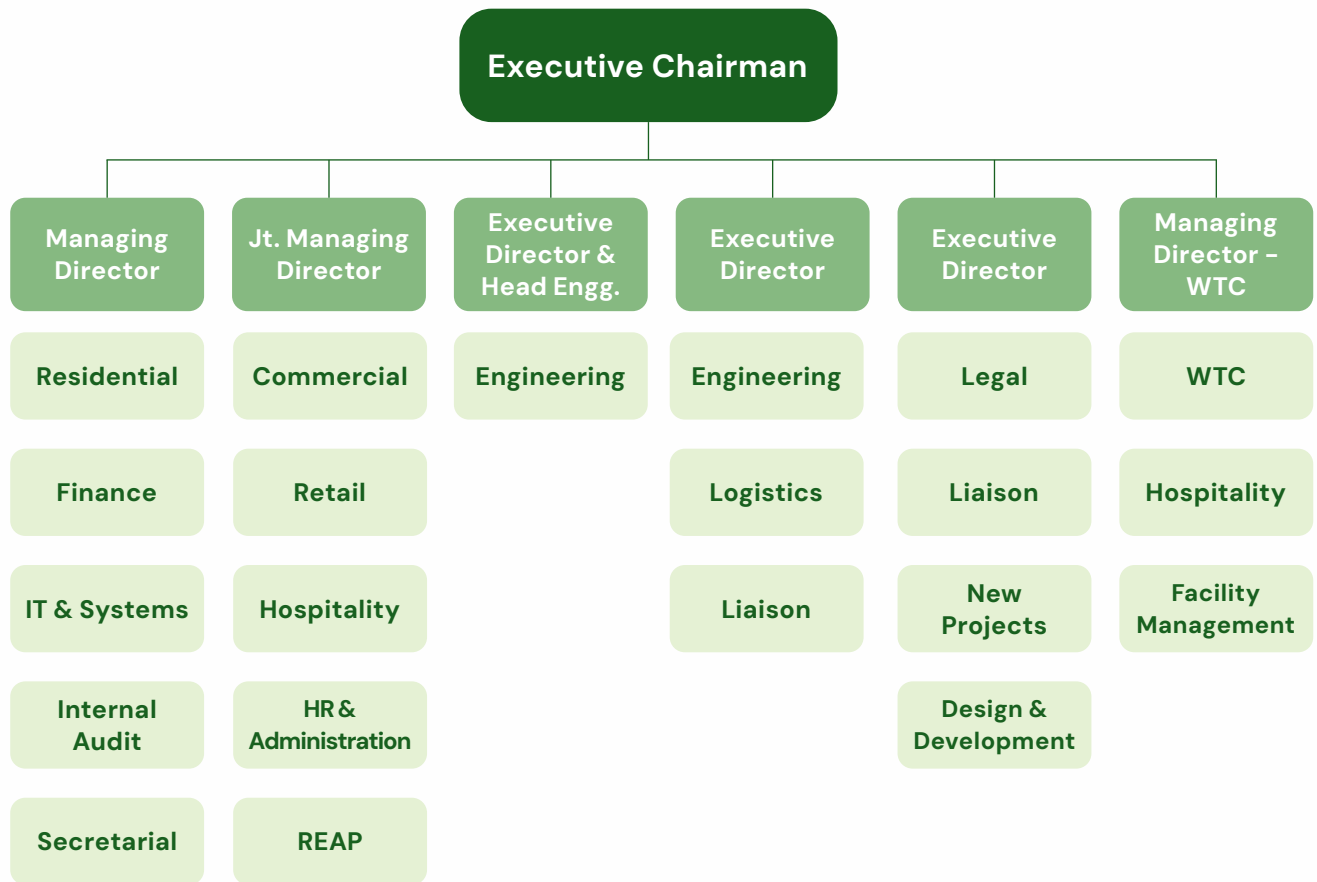 Executive Chairman
Managing
Director
Jt. Managing
Director
Executive
Director &
Head Engg.
Executive
Director
Executive
Director
Managing
Director -
WTC
Residential
Commercial
Engineering
Engineering
Legal
WTC
Finance
Retail
Logistics
Liaison
Hospitality
IT & Systems
Hospitality
Liaison
New
Projects
Facility
Management
Internal
Audit
HR &
Administration
Design &
Development
Secretarial
REAP